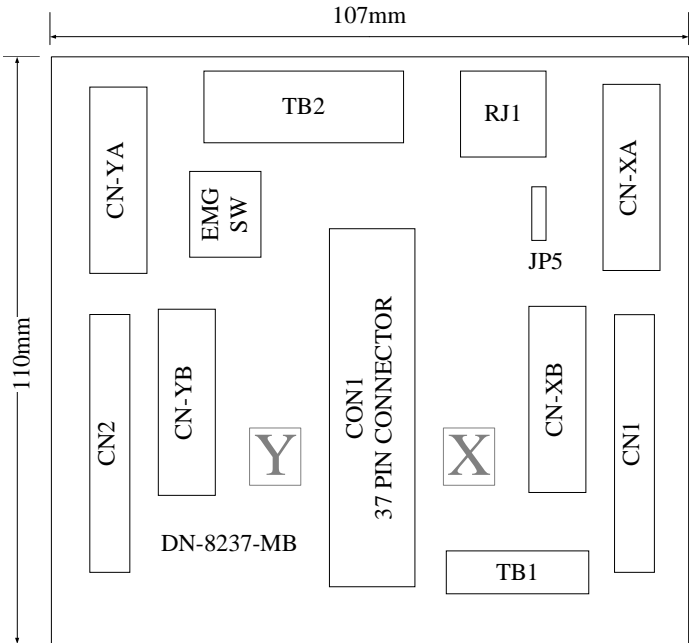 107mm
110mm
TB2
RJ1
CN-YA
CN-XA
EMG
SW
JP5
CON1
37 PIN CONNECTOR
CN-YB
CN-XB
CN2
CN1
Y
X
DN-8237-MB
TB1